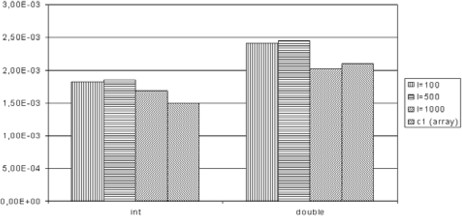 3,00E-03
2,50E-03
2,00E-03
1,50E-03
1,00E-03
5,00E-04
0,00E+00
int double
l=100
l=500
l=1000
c1 (array)